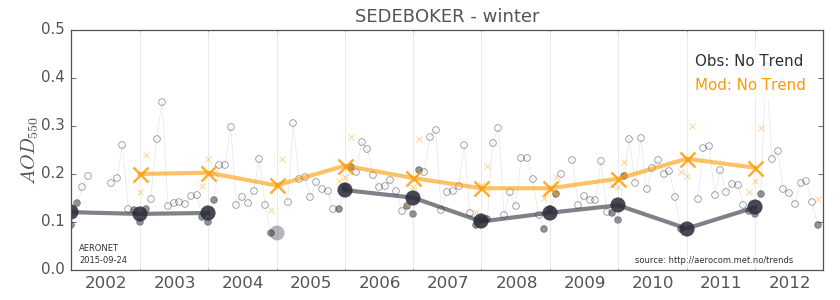 SEDEBOKER - winter
0.5
0.4
0.3
0.2
0.1
0.0
AOD550
Obs: No Trend
Mod: No Trend
AERONET
2015-09-24
source: http://aerocom.met.no/trends
2002 2003 2004 2005 2006 2007 2008 2009 2010 2011 2012